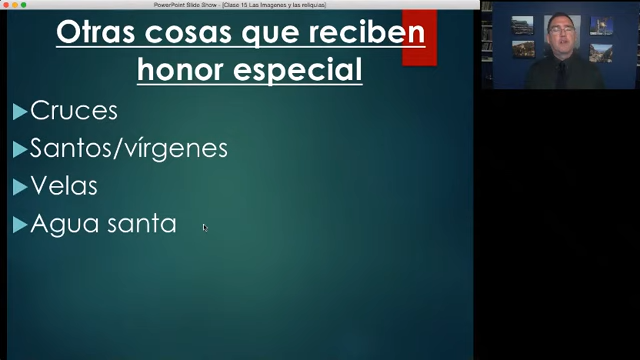 PowerPoint Slide Show - [Clase 15 Las Imagenes y las reliquias]
Otras cosas que reciben
honor especial
Cruces
Santos/vírgenes
Velas
Agua santa